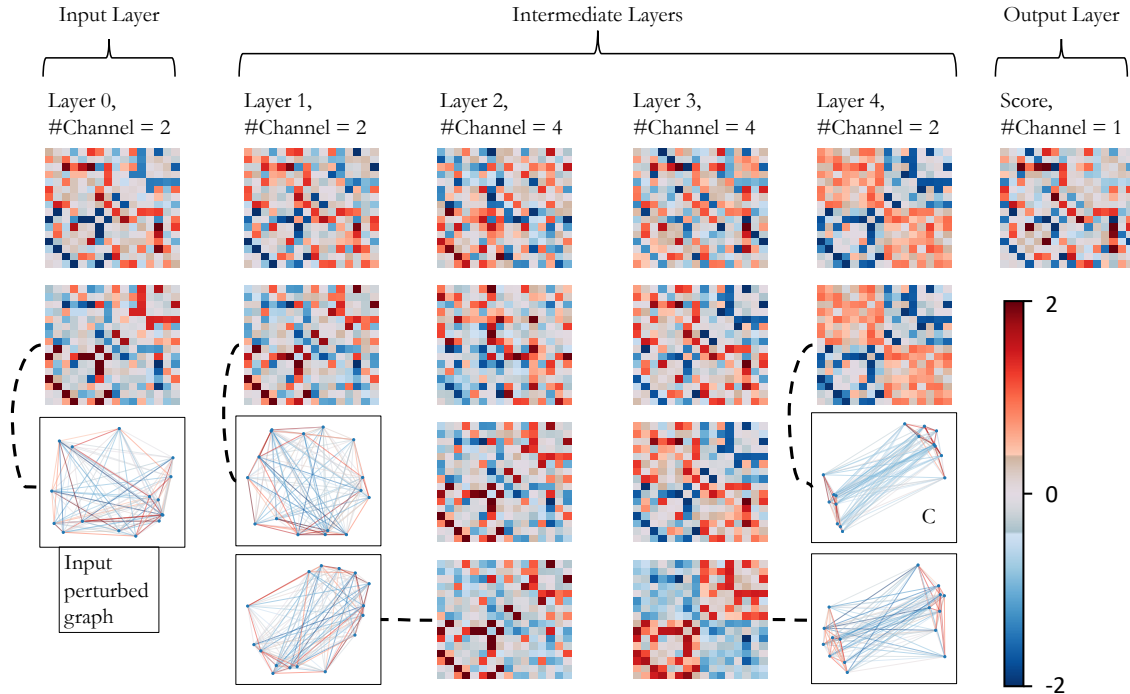 Input Layer
Intermediate Layers
Output Layer
Layer 0,
#Channel = 2
Layer 1,
#Channel = 2
Layer 2,
#Channel = 4
Layer 3,
#Channel = 4
Layer 4,
#Channel = 2
Score,
#Channel = 1
2
0
-2
C
Input
perturbed
graph